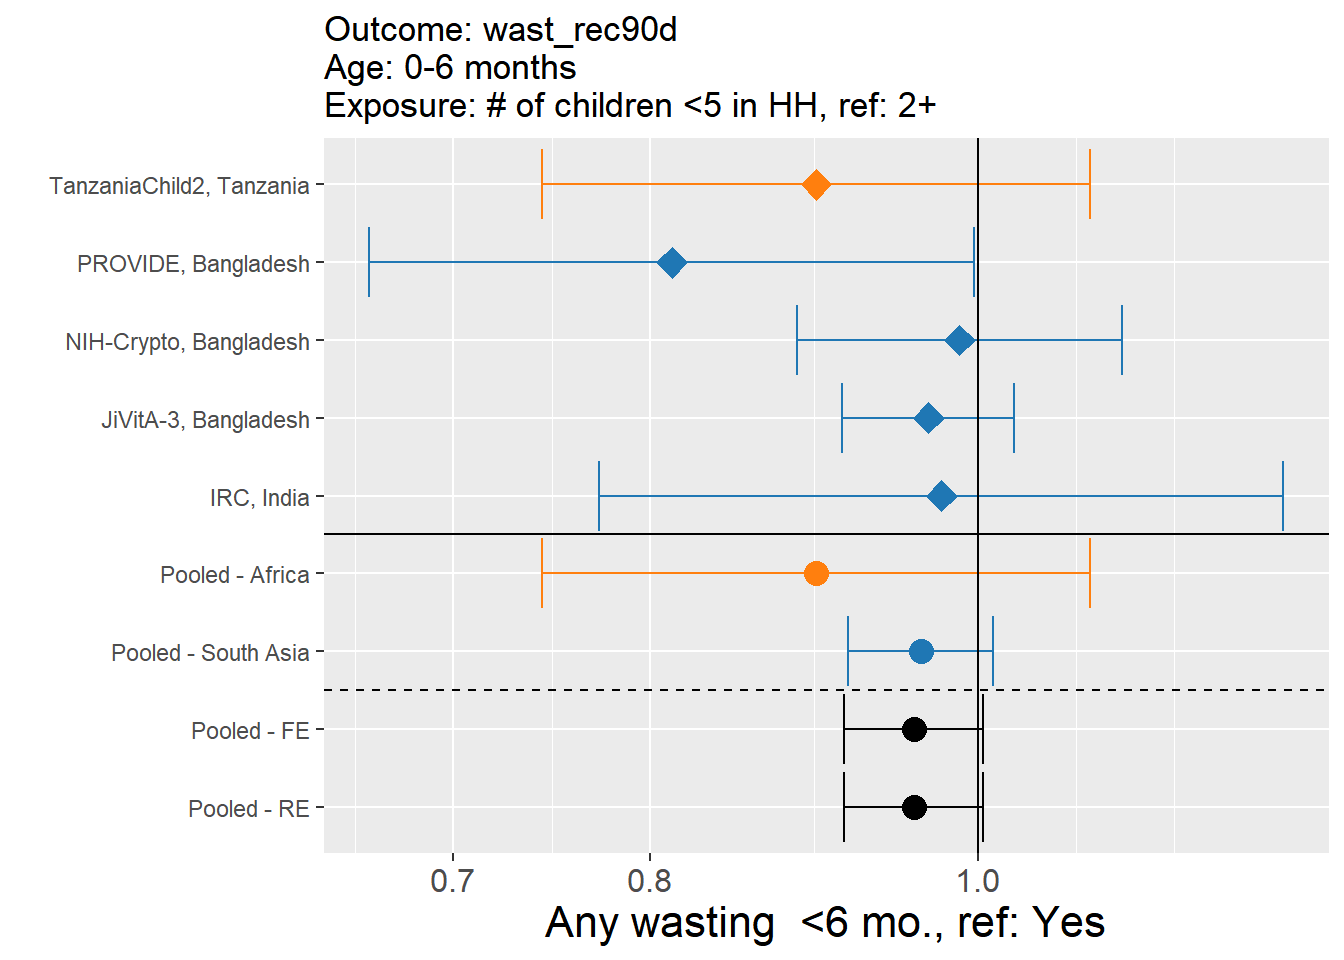 Outcome: wast_rec90d
Age: 0-6 months
Exposure: # of children <5 in HH, ref: 2+
TanzaniaChild2, Tanzania
PROVIDE, Bangladesh
NIH-Crypto, Bangladesh
JiVitA-3, Bangladesh
IRC, India
Pooled - Africa
Pooled - South Asia
Pooled - FE
Pooled - RE
0.7 0.8 1.0
Any wasting  <6 mo., ref: Yes